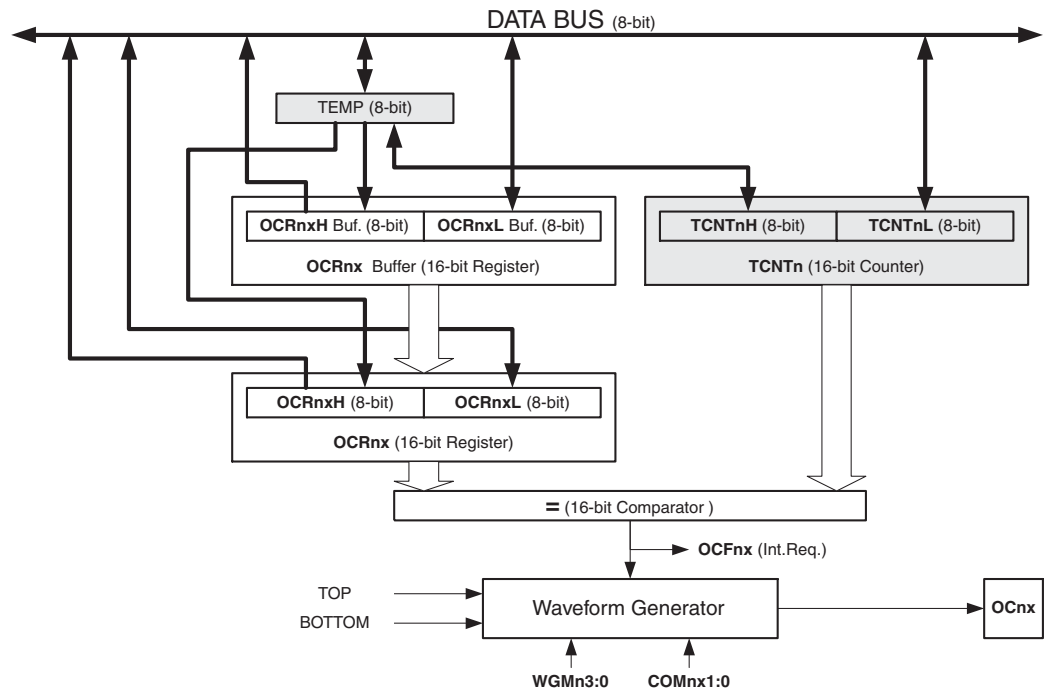 DATA BUS (8-bit)
TEMP (8-bit)
OCRnxH Buf. (8-bit)
OCRnxL Buf. (8-bit)
TCNTnH (8-bit)
TCNTnL (8-bit)
OCRnx Buffer (16-bit Register)
TCNTn (16-bit Counter)
OCRnxH (8-bit)
OCRnxL (8-bit)
OCRnx (16-bit Register)
= (16-bit Comparator )
OCFnx (Int.Req.)
TOP
BOTTOM
Waveform Generator
OCnx
WGMn3:0
COMnx1:0